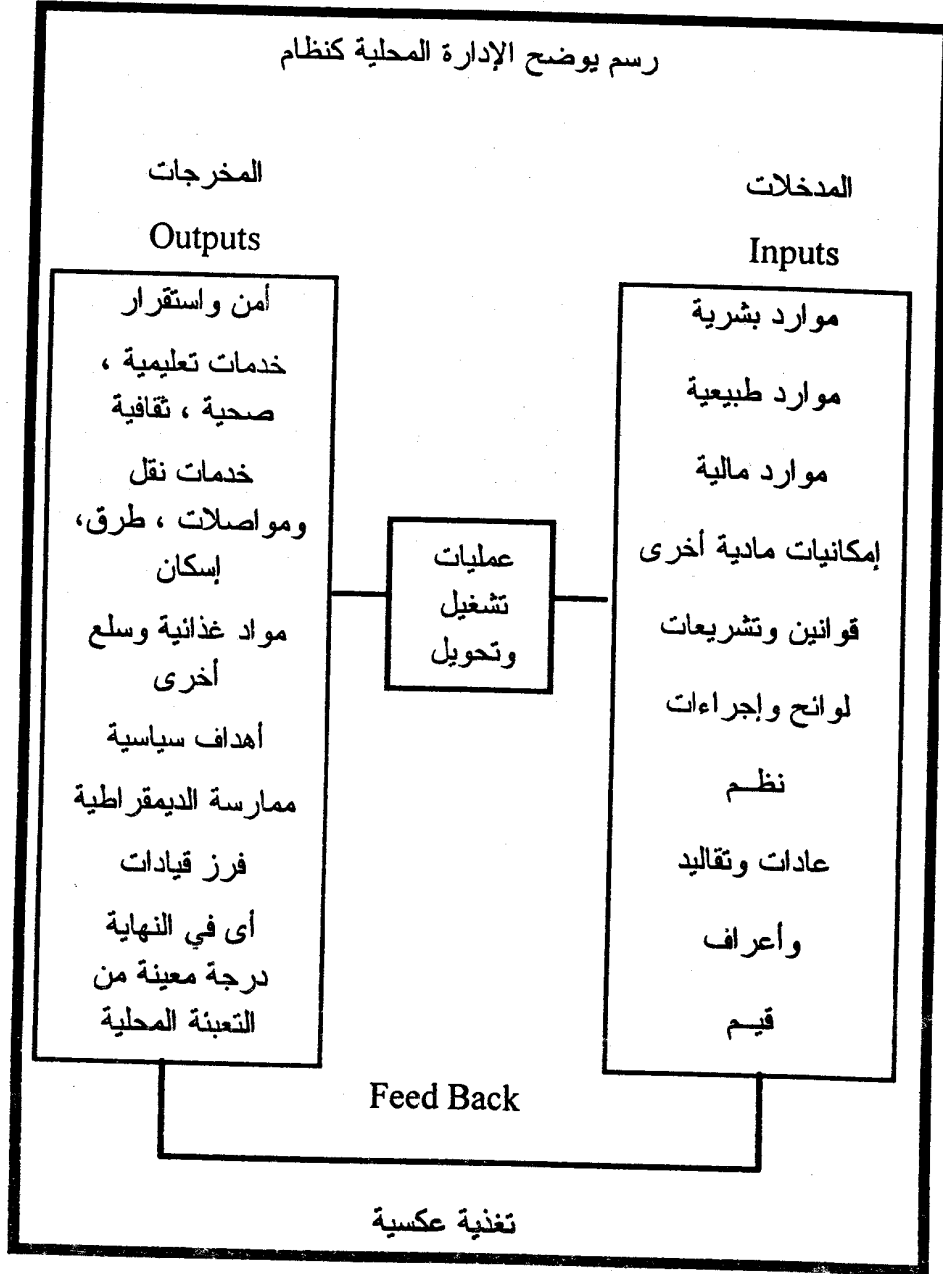 رسم يوضح الإدارة المحلية كنظام
المدخلات
Inputs
موارد بشرية
موارد طبيعية
موارد مالية
إمكانيات مادية أخرى
قوانين وتشريعات
لوائح وإجراءات
نظــم
عادات وتقاليد
وأعراف
قيــم
عمليات
تشغيل
وتحويل
المخرجات
Outputs
أمن واستقرار
خدمات تعليمية ،
صحية ، ثقافية
خدمات نقل
ومواصلات ، طرق،
إسكان
مواد غذائية وسلع
أخرى
أهداف سياسية
ممارسة الديمقراطية
فرز قيادات
أى في النهاية
درجة معينة من
التعبئة المحلية
Feed Back
تغذية عكسية